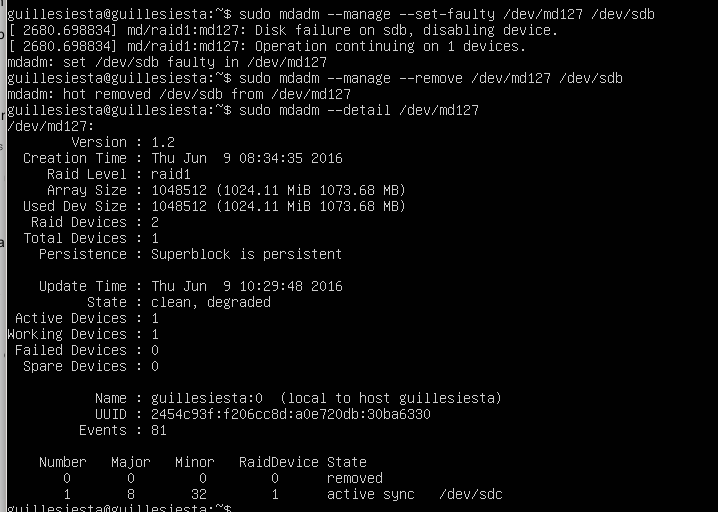 guillesiesta@guillesiesta:~$ sudo mdadm --manage --set-faulty /dev/md127 /dev/sdb
[ 2680.698834] md/raid1:md127: Disk failure on sdb, disabling device.
[ 2680.698834] md/raid1:md127: Operation continuing on 1 devices.
mdadm: set /dev/sdb faulty in /dev/md127
guillesiesta@guillesiesta:~$ sudo mdadm --manage --remove /dev/md127 /dev/sdb
mdadm: hot removed /dev/sdb from /dev/md127
guillesiesta@guillesiesta:~$ sudo mdadm --detail /dev/md127
/dev/md127:
Version : 1.2
Creation Time : Thu Jun  9 08:34:35 2016
Raid Level : raid1
Array Size : 1048512 (1024.11 MiB 1073.68 MB)
Used Dev Size : 1048512 (1024.11 MiB 1073.68 MB)
Raid Devices : 2
Total Devices : 1
Persistence : Superblock is persistent
Update Time : Thu Jun  9 10:29:48 2016
State : clean, degraded
Active Devices : 1
Working Devices : 1
Failed Devices : 0
Spare Devices : 0
Name : guillesiesta:0  (local to host guillesiesta)
UUID : 2454c93f:f206cc8d:a0e720db:30ba6330
Events : 81
Number   Major   Minor   RaidDevice State
0        0        0        0      removed
1        8       32        1      active sync   /dev/sdc
guillesiesta@guillesiesta:~$